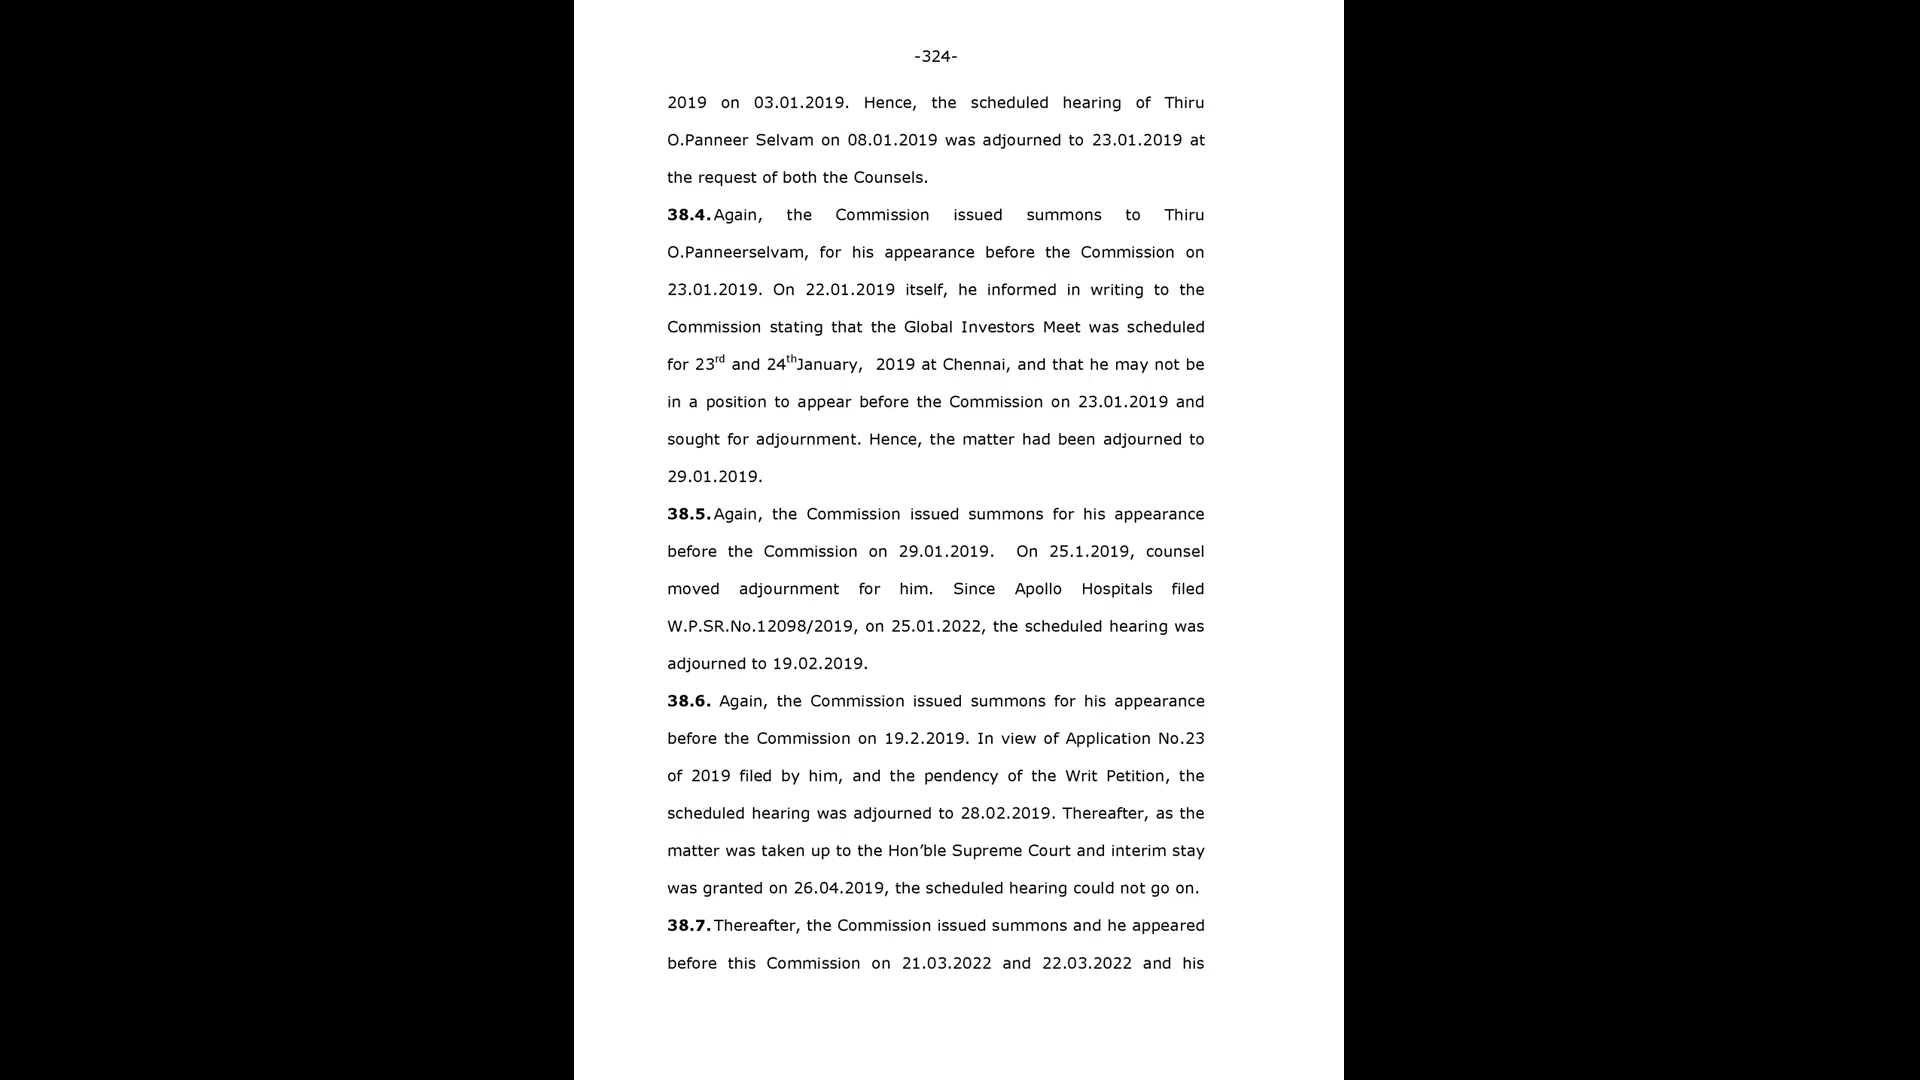 -324-
2019 on 03.01.2019. Hence, the scheduled hearing of Thiru
O.Panneer Selvam on 08.01.2019 was adjourned to 23.01.2019 at
the request of both the Counsels.
38.4. Again, the Commission issued summons to Thiru
O.Panneerselvam, for his appearance before the Commission on
23.01.2019. On 22.01.2019 itself, he informed in writing to the
Commission stating that the Global Investors Meet was scheduled
for 23rd and 24thJanuary, 2019 at Chennai, and that he may not be
in a position to appear before the Commission on 23.01.2019 and
sought for adjournment. Hence, the matter had been adjourned to
29.01.2019.
38.5. Again, the Commission issued summons for his appearance
before the Commission on 29.01.2019. On 25.1.2019, counsel
moved adjournment for him. Since Apollo Hospitals filed
W.P.SR.No.12098/2019, on 25.01.2022, the scheduled hearing was
adjourned to 19.02.2019.
38.6. Again, the Commission issued summons for his appearance
before the Commission on 19.2.2019. In view of Application No.23
of 2019 filed by him, and the pendency of the Writ Petition, the
scheduled hearing was adjourned to 28.02.2019. Thereafter, as the
matter was taken up to the Hon’ble Supreme Court and interim stay
was granted on 26.04.2019, the scheduled hearing could not go on.
38.7. Thereafter, the Commission issued summons and he appeared
before this Commission on 21.03.2022 and 22.03.2022 and his